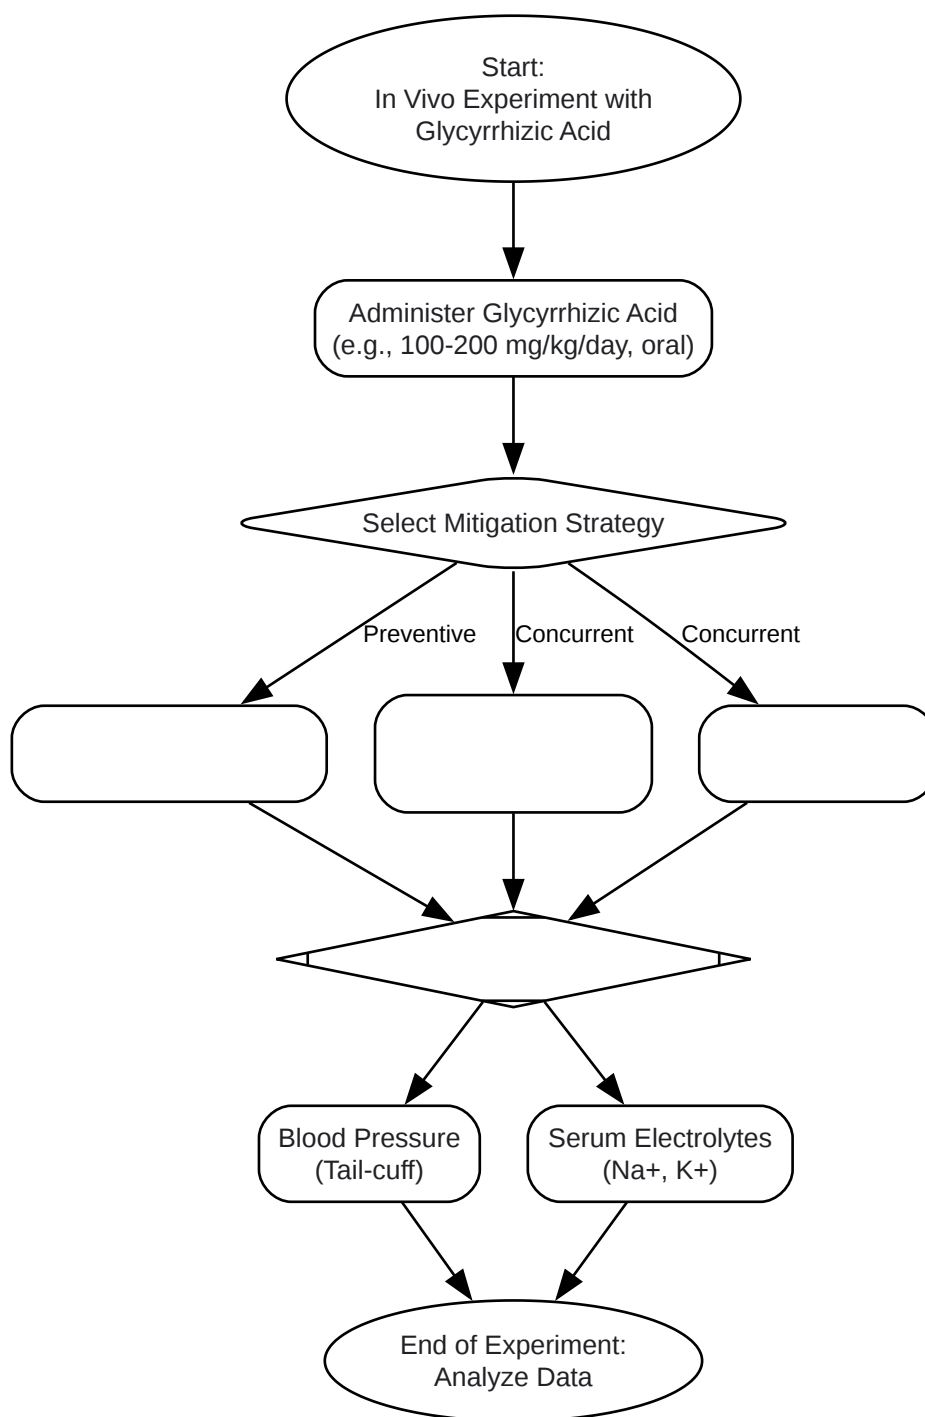 Start:
In Vivo Experiment with
Glycyrrhizic Acid
Administer Glycyrrhizic Acid
(e.g., 100-200 mg/kg/day, oral)
Select Mitigation Strategy
Preventive
Concurrent
Concurrent
Blood Pressure
(Tail-cuff)
Serum Electrolytes
(Na+, K+)
End of Experiment:
Analyze Data